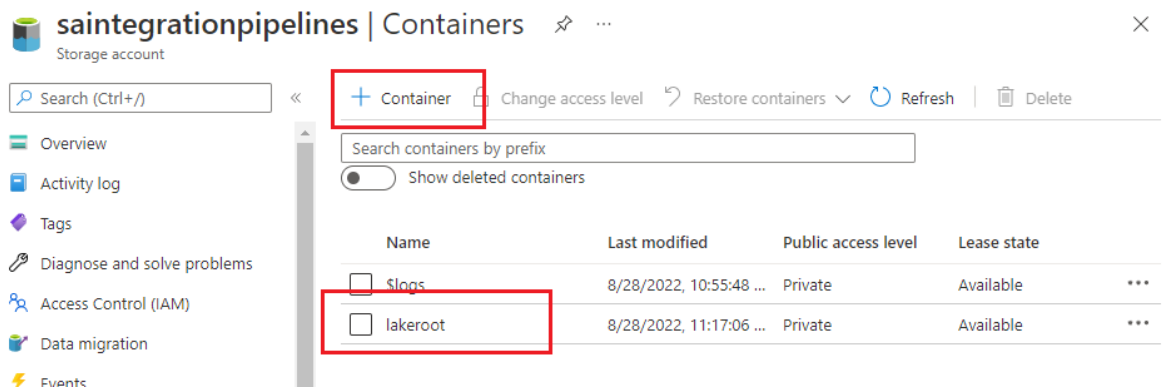 saintegrationpipelines | Containers
Storage account
Search (Ctrl+/)
Overview
Activity log
Tags
Diagnose and solve problems
Access Control (IAM)
Data migration
Events
+ Container Change access level Restore containers Refresh Delete
Search containers by prefix
Show deleted containers
Name Last modified Public access level Lease state
$logs 8/28/2022, 10:55:48 ... Private Available
lakeroot 8/28/2022, 11:17:06 ... Private Available